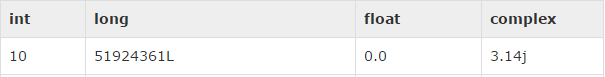 int long float complex
10 51924361L 0.0 3.14j